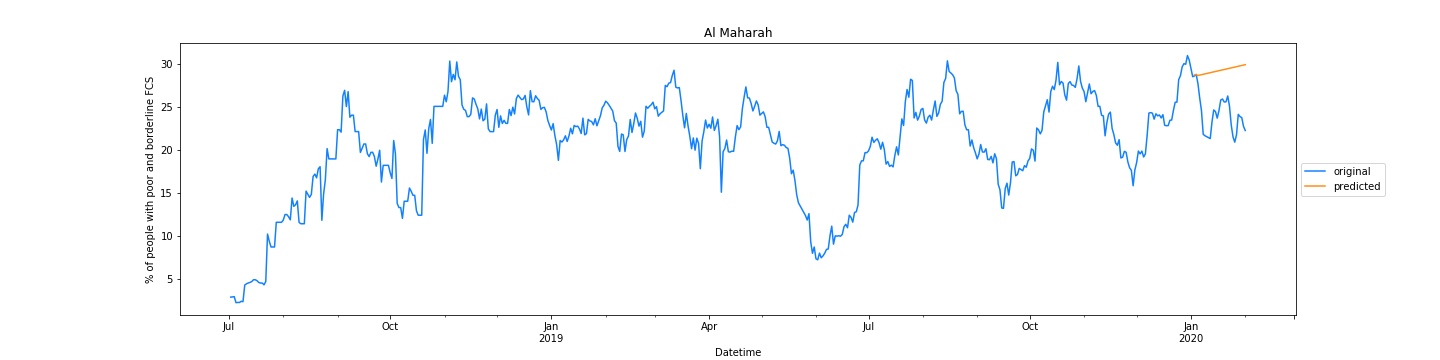 Al Maharah
% of people with poor and borderline FCS
30
25
20
15
10
5
Jul
Oct
Jan
2019
Apr
Jul
Oct
Jan
2020
Datetime
original
predicted